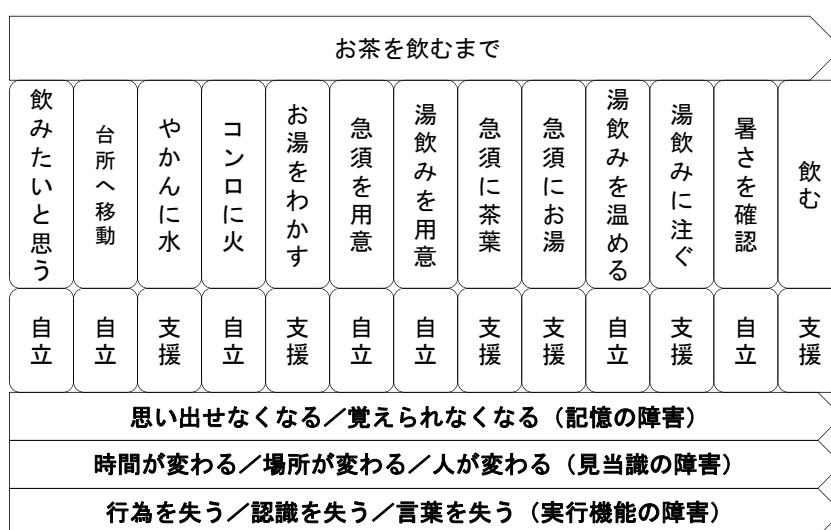 お茶を飲むまで
飲みたいと思う
台所へ移動
やかんに水
コンロに火
お湯をわかす
急須を用意
湯飲みを用意
急須に茶葉
急須にお湯
湯飲みを温める
湯飲みに注ぐ
暑さを確認
飲む
自立
自立
支援
自立
支援
自立
自立
支援
支援
自立
支援
自立
支援
思い出せなくなる／覚えられなくなる（記憶の障害）
時間が変わる／場所が変わる／人が変わる（見当識の障害）
行為を失う／認識を失う／言葉を失う（実行機能の障害）